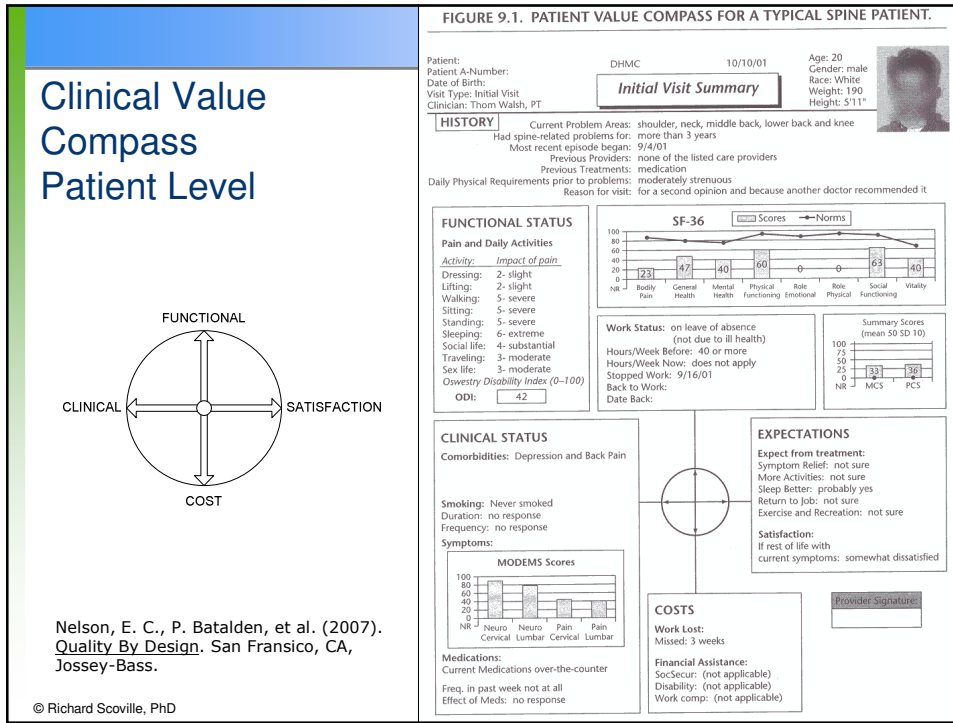 Clinical Value
Compass
Patient Level
FUNCTIONAL
CLINICAL
SATISFACTION
COST
Nelson, E. C., P. Batalden, et al. (2007).
Quality By Design. San Fransico, CA,
Jossey-Bass.
© Richard Scoville, PhD
FIGURE 9.1. PATIENT VALUE COMPASS FOR A TYPICAL SPINE PATIENT.
Patient:
Patient A-Number:
Date of Birth:
Visit Type: Initial Visit
Clinician: Thom Walsh, PT
DHMC 10/10/01
Initial Visit Summary
Age: 20
Gender: male
Race: White
Weight: 190
Height: 5'11"
HISTORY
Current Problem Areas: shoulder, neck, middle back, lower back and knee
Had spine-related problems for: more than 3 years
Most recent episode began: 9/4/01
Previous Providers: none of the listed care providers
Previous Treatments: medication
Daily Physical Requirements prior to problems: moderately strenuous
Reason for visit: for a second opinion and because another doctor recommended it
FUNCTIONAL STATUS
Pain and Daily Activities
Activity: Impact of pain
Dressing: 2- slight
Lifting: 2- slight
Walking: 5- severe
Sitting: 5- severe
Standing: 5- severe
Sleeping: 6- extreme
Social life: 4- substantial
Traveling: 3- moderate
Sex life: 3- moderate
Oswestry Disability Index (0–100)
ODI: 42
SF-36 Scores Norms
100
80
60
40
20
0
NR
23 47 40 60 0 0 63 40
Bodily Pain
General Health
Mental Health
Physical Functioning
Role Emotional
Role Physical
Social Functioning
Vitality
Work Status: on leave of absence
(not due to ill health)
Hours/Week Before: 40 or more
Hours/Week Now: does not apply
Stopped Work: 9/16/01
Back to Work:
Date Back:
Summary Scores
(mean 50 SD 10)
100
75
50
25
0
NR
33 36
MCS PCS
CLINICAL STATUS
Comorbidities: Depression and Back Pain
Smoking: Never smoked
Duration: no response
Frequency: no response
Symptoms:
MODEMS Scores
100
80
60
40
20
0
NR
Neuro Cervical
Neuro Lumbar
Pain Cervical
Pain Lumbar
Medications:
Current Medications over-the-counter
Freq. in past week not at all
Effect of Meds: no response
EXPECTATIONS
Expect from treatment:
Symptom Relief: not sure
More Activities: not sure
Sleep Better: probably yes
Return to Job: not sure
Exercise and Recreation: not sure
Satisfaction:
If rest of life with
current symptoms: somewhat dissatisfied
COSTS
Work Lost:
Missed: 3 weeks
Financial Assistance:
SocSecur: (not applicable)
Disability: (not applicable)
Work comp: (not applicable)
Provider Signature: